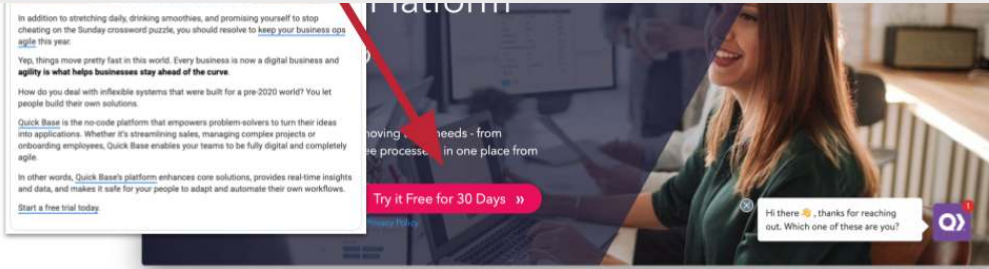 In addition to stretching daily, drinking smoothies, and promising yourself to stop
cheating on the Sunday crossword puzzle, you should resolve to keep your business ops
agile this year.
Yep, things move pretty fast in this world. Every business is now a digital business and
agility is what helps businesses stay ahead of the curve.
How do you deal with inflexible systems that were built for a pre-2020 world? You let
people build their own solutions.
Quick Base is the no-code platform that empowers problem-solvers to turn their ideas
into applications. Whether it's streamlining sales, managing complex projects or
onboarding employees, Quick Base enables your teams to be fully digital and completely
agile.
In other words, Quick Base's platform enhances core solutions, provides real-time insights
and data, and makes it safe for your people to adapt and automate their own workflows.
Start a free trial today.
Platform
needs - from
in one place from
Try it Free for 30 Days »
Privacy Policy
Hi there 👋 , thanks for reaching
out. Which one of these are you?
1